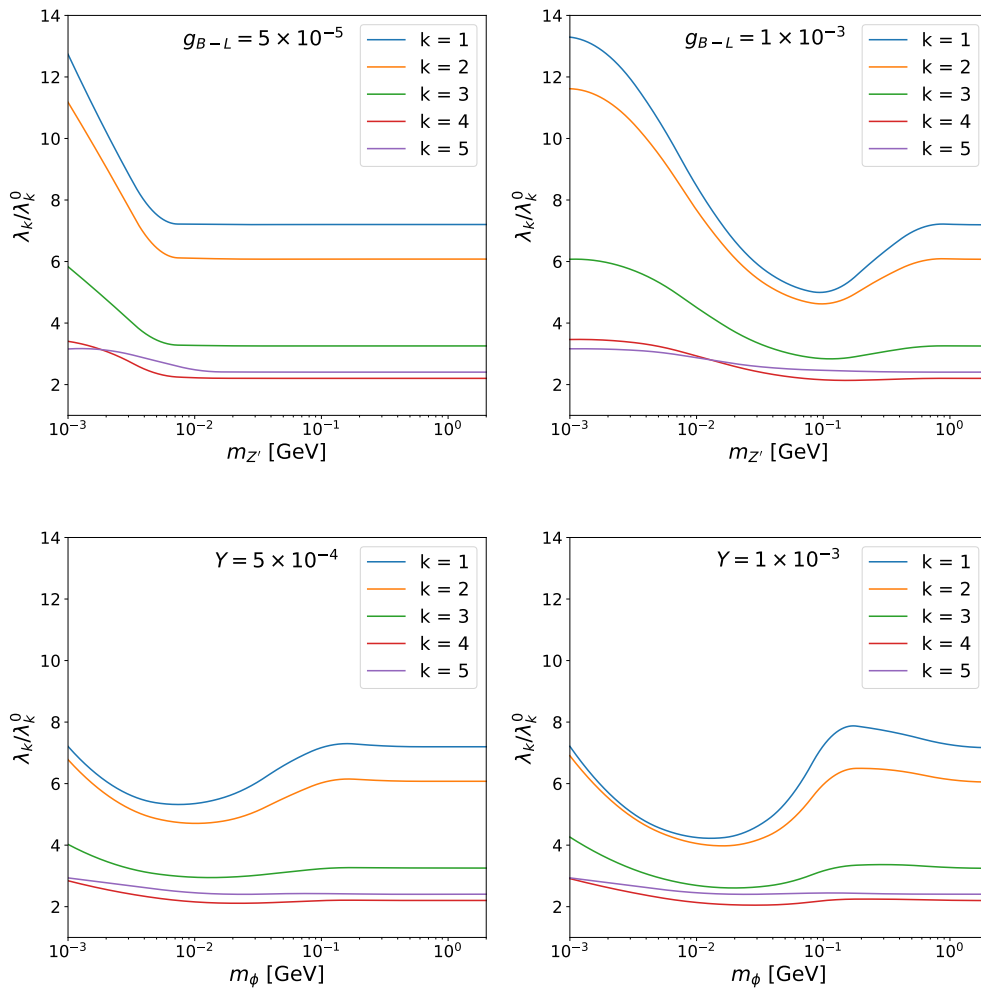 g_{B-L} = 5 × 10^{-5}
k = 1
k = 2
k = 3
k = 4
k = 5
14
12
10
8
6
4
2
λ_k/λ_k^0
10^{-3} 10^{-2} 10^{-1} 10^0
m_{Z'} [GeV]
g_{B-L} = 1 × 10^{-3}
k = 1
k = 2
k = 3
k = 4
k = 5
14
12
10
8
6
4
2
λ_k/λ_k^0
10^{-3} 10^{-2} 10^{-1} 10^0
m_{Z'} [GeV]
Y = 5 × 10^{-4}
k = 1
k = 2
k = 3
k = 4
k = 5
14
12
10
8
6
4
2
λ_k/λ_k^0
10^{-3} 10^{-2} 10^{-1} 10^0
m_ϕ [GeV]
Y = 1 × 10^{-3}
k = 1
k = 2
k = 3
k = 4
k = 5
14
12
10
8
6
4
2
λ_k/λ_k^0
10^{-3} 10^{-2} 10^{-1} 10^0
m_ϕ [GeV]